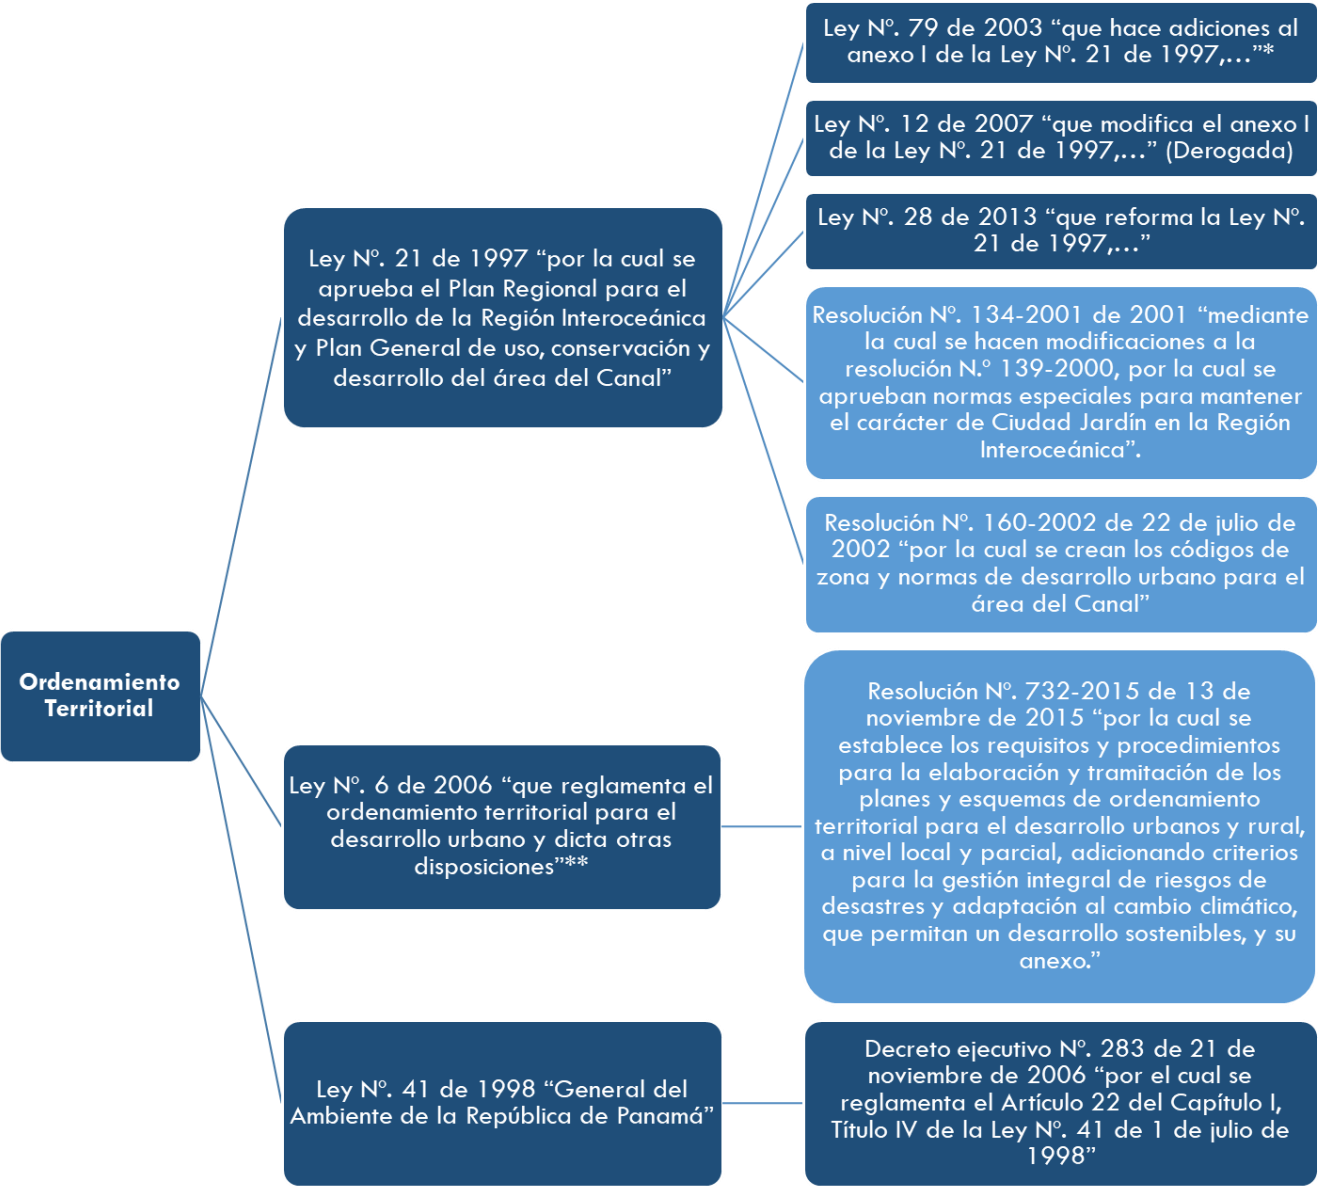 Ordenamiento
Territorial
Ley Nº. 21 de 1997 “por la cual se
aprueba el Plan Regional para el
desarrollo de la Región Interoceánica
y Plan General de uso, conservación y
desarrollo del área del Canal”
Ley Nº. 79 de 2003 “que hace adiciones al
anexo I de la Ley Nº. 21 de 1997,...”*
Ley Nº. 12 de 2007 “que modifica el anexo I
de la Ley Nº. 21 de 1997,...” (Derogada)
Ley Nº. 28 de 2013 “que reforma la Ley Nº.
21 de 1997,...”
Resolución Nº. 134-2001 de 2001 “mediante
la cual se hacen modificaciones a la
resolución N.° 139-2000, por la cual se
aprueban normas especiales para mantener
el carácter de Ciudad Jardín en la Región
Interoceánica”.
Resolución Nº. 160-2002 de 22 de julio de
2002 “por la cual se crean los códigos de
zona y normas de desarrollo urbano para el
área del Canal”
Ley Nº. 6 de 2006 “que reglamenta el
ordenamiento territorial para el
desarrollo urbano y dicta otras
disposiciones”**
Resolución Nº. 732-2015 de 13 de
noviembre de 2015 “por la cual se
establece los requisitos y procedimientos
para la elaboración y tramitación de los
planes y esquemas de ordenamiento
territorial para el desarrollo urbanos y rural,
a nivel local y parcial, adicionando criterios
para la gestión integral de riesgos de
desastres y adaptación al cambio climático,
que permitan un desarrollo sostenibles, y su
anexo.”
Ley Nº. 41 de 1998 “General del
Ambiente de la República de Panamá”
Decreto ejecutivo Nº. 283 de 21 de
noviembre de 2006 “por el cual se
reglamenta el Artículo 22 del Capítulo I,
Título IV de la Ley Nº. 41 de 1 de julio de
1998”